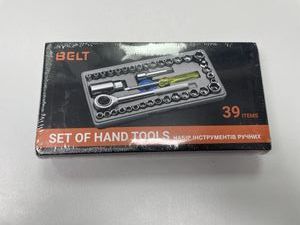 BELT
39 ITEMS
SET OF HAND TOOLS НАБІР ІНСТРУМЕНТІВ РУЧНИХ